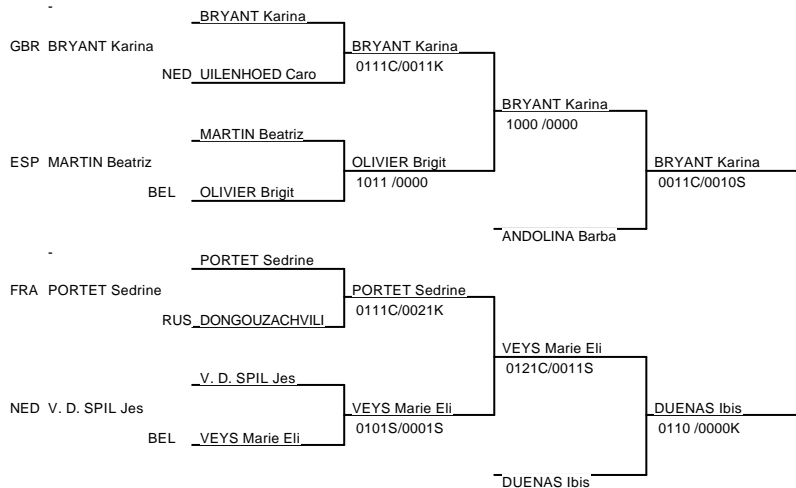 -
BRYANT Karina
GBR BRYANT Karina
BRYANT Karina
NED UILENHOED Caro
0111C/0011K
BRYANT Karina
1000 /0000
MARTIN Beatriz
ESP MARTIN Beatriz
OLIVIER Brigit
BRYANT Karina
BEL OLIVIER Brigit
1011 /0000
0011C/0010S
ANDOLINA Barba
-
PORTET Sedrine
FRA PORTET Sedrine
PORTET Sedrine
RUS DONGOUZACHVILI
0111C/0021K
VEYS Marie Eli
0121C/0011S
V. D. SPIL Jes
NED V. D. SPIL Jes
VEYS Marie Eli
DUENAS Ibis
BEL VEYS Marie Eli
0101S/0001S
0110 /0000K
DUENAS Ibis